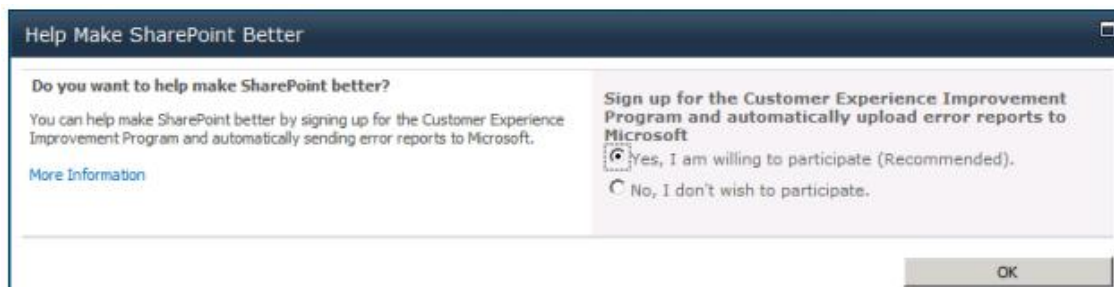 Help Make SharePoint Better
Do you want to help make SharePoint better?
You can help make SharePoint better by signing up for the Customer Experience
Improvement Program and automatically sending error reports to Microsoft.
More Information
Sign up for the Customer Experience Improvement
Program and automatically upload error reports to
Microsoft
Yes, I am willing to participate (Recommended).
No, I don't wish to participate.
OK